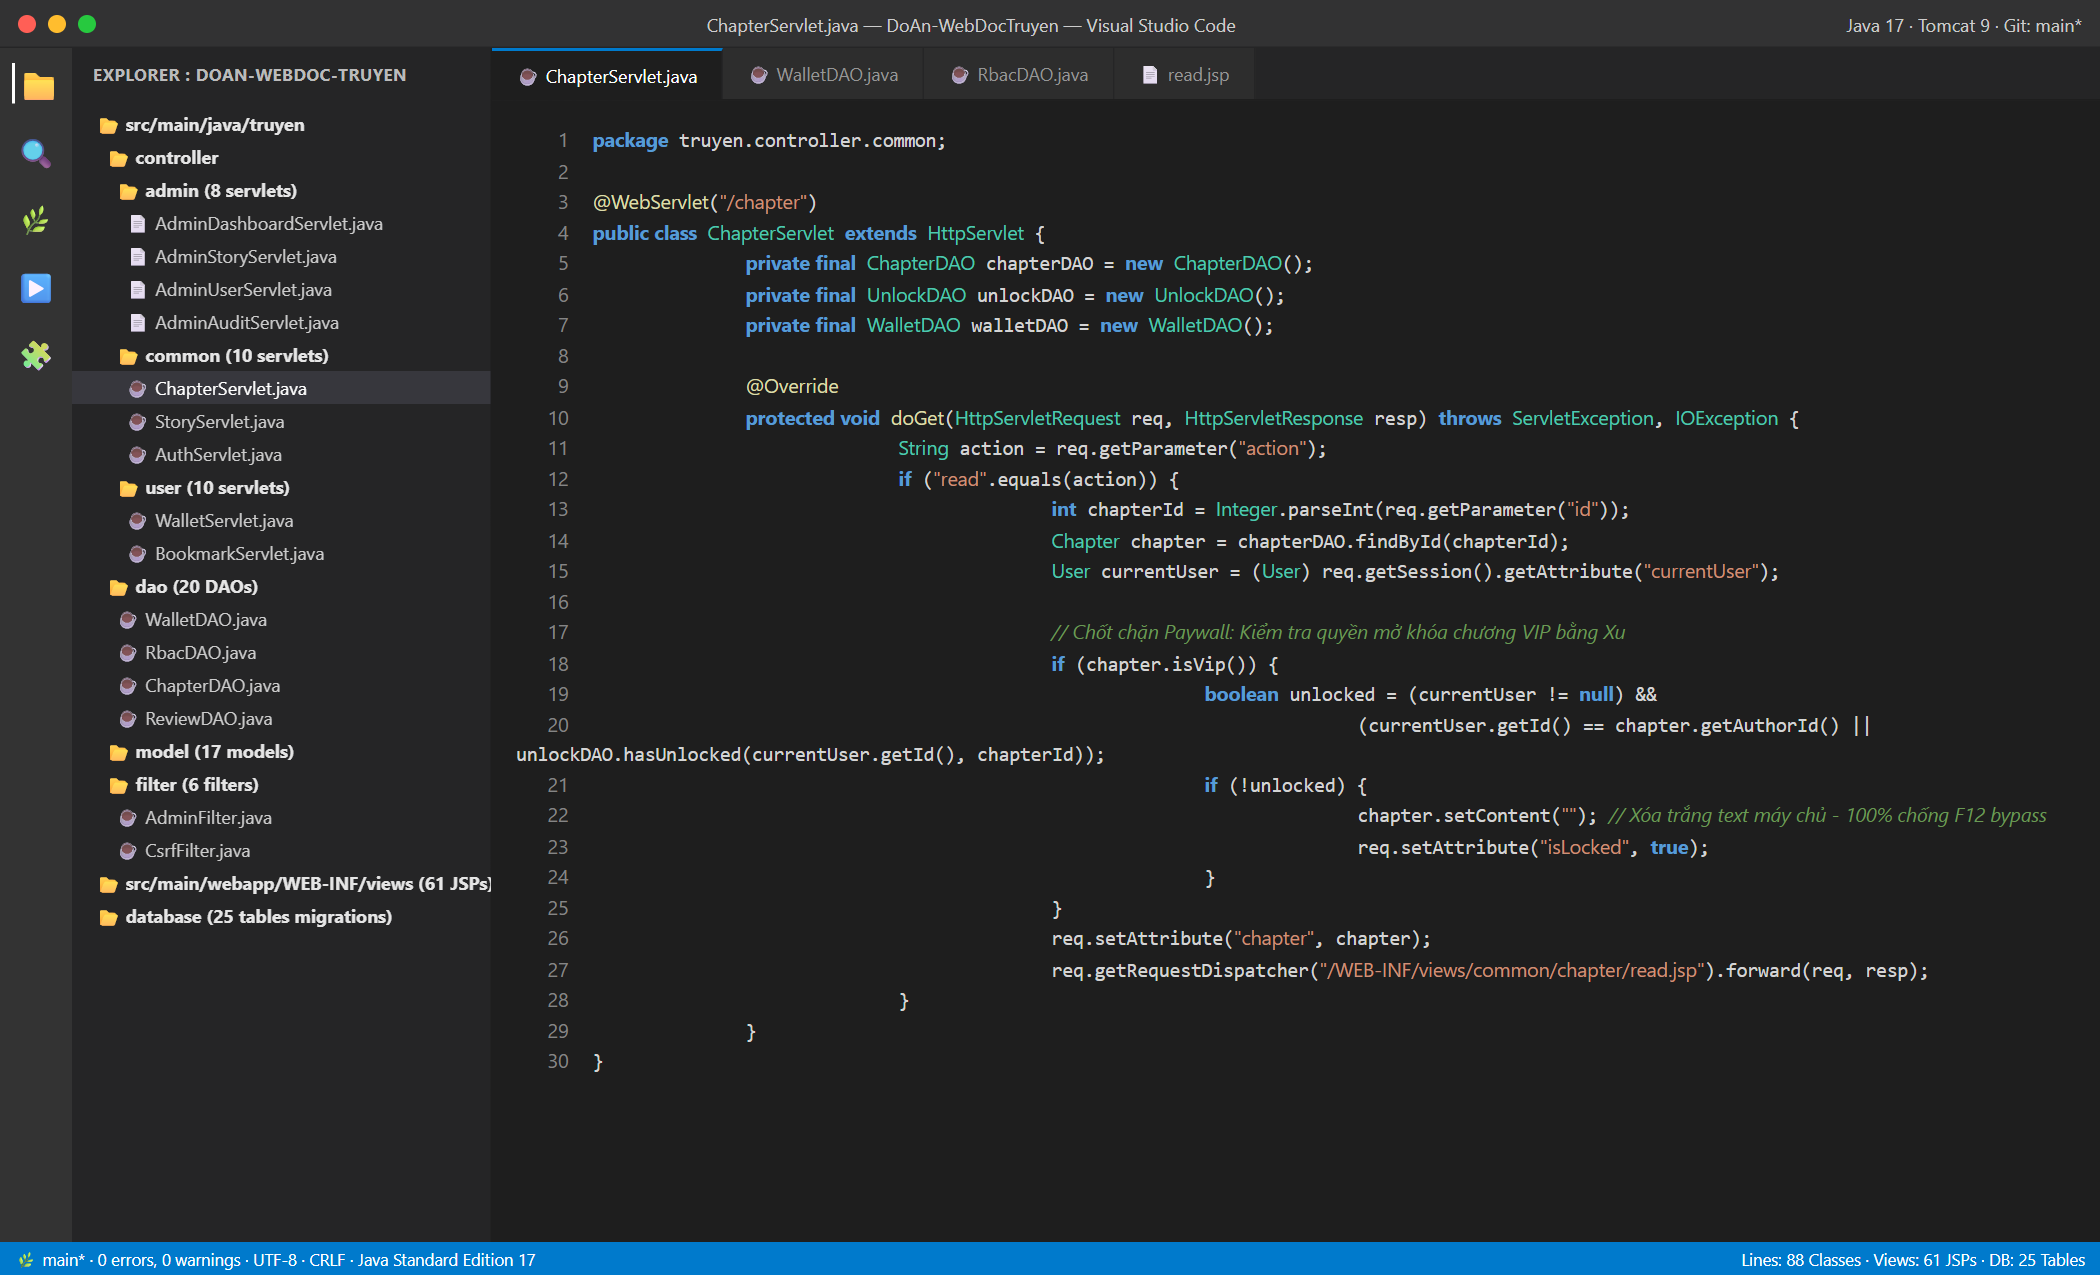 ChapterServlet.java — DoAn-WebDocTruyen — Visual Studio Code
Java 17 · Tomcat 9 · Git: main*
EXPLORER : DOAN-WEBDOC-TRUYEN
src/main/java/truyen
controller
admin (8 servlets)
AdminDashboardServlet.java
AdminStoryServlet.java
AdminUserServlet.java
AdminAuditServlet.java
common (10 servlets)
ChapterServlet.java
StoryServlet.java
AuthServlet.java
user (10 servlets)
WalletServlet.java
BookmarkServlet.java
dao (20 DAOs)
WalletDAO.java
RbacDAO.java
ChapterDAO.java
ReviewDAO.java
model (17 models)
filter (6 filters)
AdminFilter.java
CsrfFilter.java
src/main/webapp/WEB-INF/views (61 JSPs)
database (25 tables migrations)
ChapterServlet.java
WalletDAO.java
RbacDAO.java
read.jsp
1 package truyen.controller.common;
2
3 @WebServlet("/chapter")
4 public class ChapterServlet extends HttpServlet {
5 private final ChapterDAO chapterDAO = new ChapterDAO();
6 private final UnlockDAO unlockDAO = new UnlockDAO();
7 private final WalletDAO walletDAO = new WalletDAO();
8
9 @Override
10 protected void doGet(HttpServletRequest req, HttpServletResponse resp) throws ServletException, IOException {
11 String action = req.getParameter("action");
12 if ("read".equals(action)) {
13 int chapterId = Integer.parseInt(req.getParameter("id"));
14 Chapter chapter = chapterDAO.findById(chapterId);
15 User currentUser = (User) req.getSession().getAttribute("currentUser");
16
17 // Chốt chặn Paywall: Kiểm tra quyền mở khóa chương VIP bằng Xu
18 if (chapter.isVip()) {
19 boolean unlocked = (currentUser != null) &&
20 (currentUser.getId() == chapter.getAuthorId() ||
unlockDAO.hasUnlocked(currentUser.getId(), chapterId));
21 if (!unlocked) {
22 chapter.setContent(""); // Xóa trắng text máy chủ - 100% chống F12 bypass
23 req.setAttribute("isLocked", true);
24 }
25 }
26 req.setAttribute("chapter", chapter);
27 req.getRequestDispatcher("/WEB-INF/views/common/chapter/read.jsp").forward(req, resp);
28 }
29 }
30 }
main* · 0 errors, 0 warnings · UTF-8 · CRLF · Java Standard Edition 17
Lines: 88 Classes · Views: 61 JSPs · DB: 25 Tables